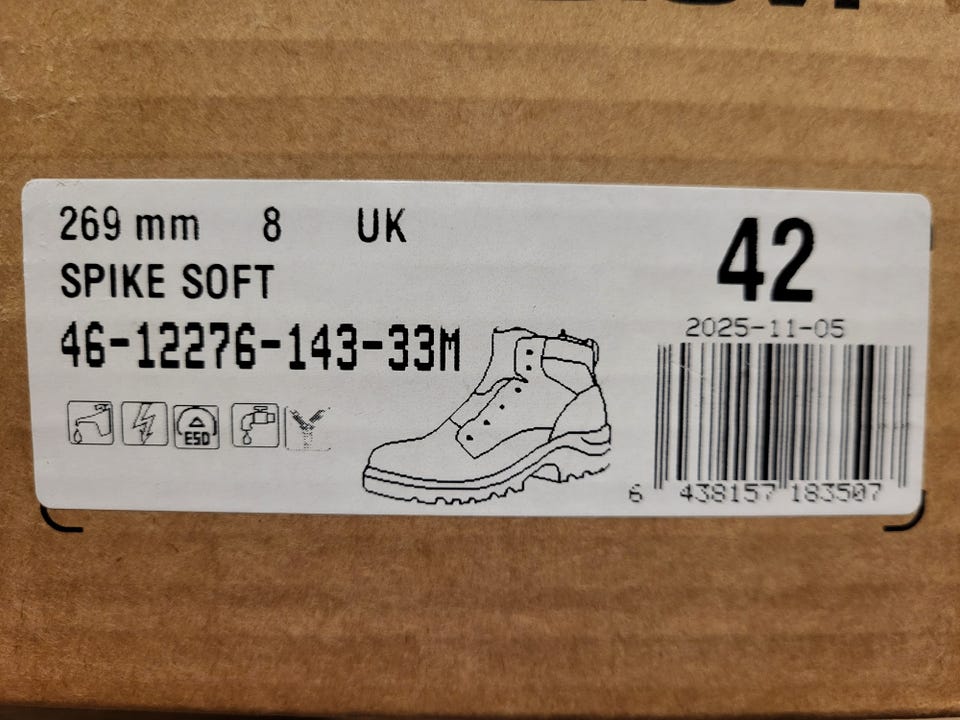 269 mm 8 UK
SPIKE SOFT
46-12276-143-33M
ESD
42
2025-11-05
6 438157 183507